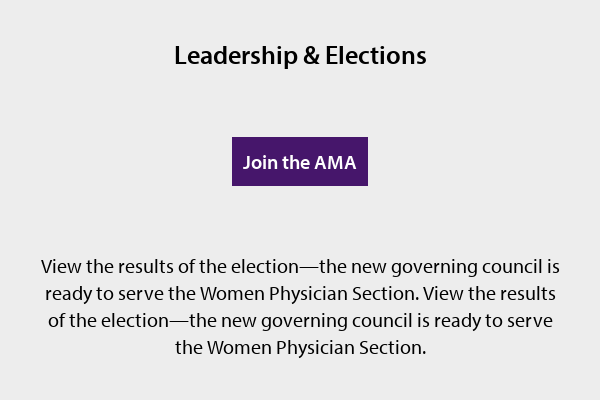 Leadership & Elections
Join the AMA
View the results of the election—the new governing council is
ready to serve the Women Physician Section. View the results
of the election—the new governing council is ready to serve
the Women Physician Section.